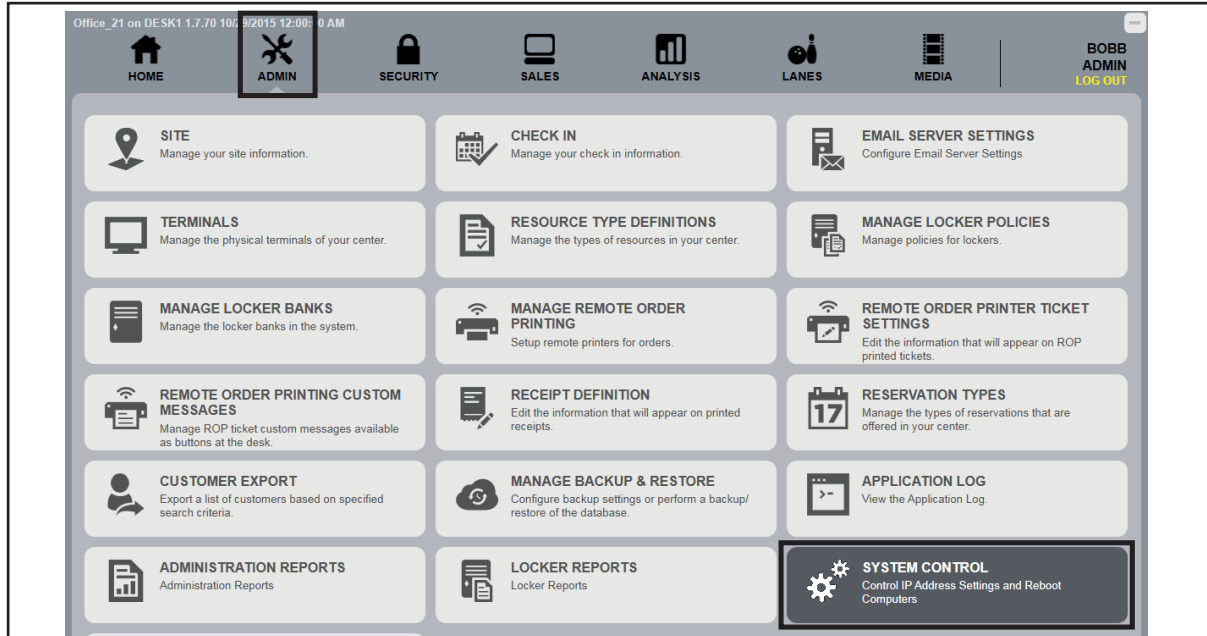 Office_21 on DESK1 1.7.70 10/29/2015 12:00:00 AM
HOME
ADMIN
SECURITY
SALES
ANALYSIS
LANES
MEDIA
BOBB
ADMIN
LOG OUT
SITE
Manage your site information.
CHECK IN
Manage your check in information.
EMAIL SERVER SETTINGS
Configure Email Server Settings
TERMINALS
Manage the physical terminals of your center.
RESOURCE TYPE DEFINITIONS
Manage the types of resources in your center.
MANAGE LOCKER POLICIES
Manage policies for lockers.
MANAGE LOCKER BANKS
Manage the locker banks in the system.
MANAGE REMOTE ORDER
PRINTING
Setup remote printers for orders.
REMOTE ORDER PRINTER TICKET
SETTINGS
Edit the information that will appear on ROP
printed tickets.
REMOTE ORDER PRINTING CUSTOM
MESSAGES
Manage ROP ticket custom messages available
as buttons at the desk.
RECEIPT DEFINITION
Edit the information that will appear on printed
receipts.
17
RESERVATION TYPES
Manage the types of reservations that are
offered in your center.
CUSTOMER EXPORT
Export a list of customers based on specified
search criteria.
MANAGE BACKUP & RESTORE
Configure backup settings or perform a backup/
restore of the database.
APPLICATION LOG
View the Application Log.
ADMINISTRATION REPORTS
Administration Reports
LOCKER REPORTS
Locker Reports
SYSTEM CONTROL
Control IP Address Settings and Reboot
Computers